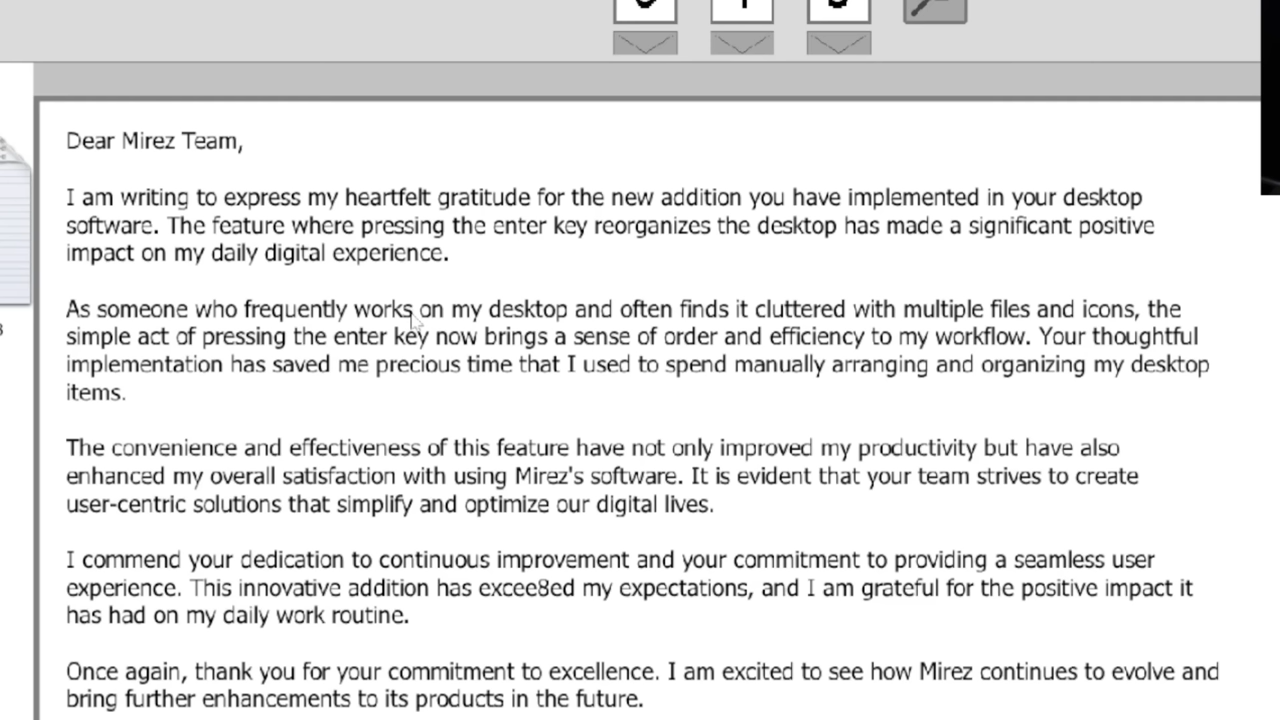 Dear Mirez Team,
I am writing to express my heartfelt gratitude for the new addition you have implemented in your desktop
software. The feature where pressing the enter key reorganizes the desktop has made a significant positive
impact on my daily digital experience.
As someone who frequently works on my desktop and often finds it cluttered with multiple files and icons, the
simple act of pressing the enter key now brings a sense of order and efficiency to my workflow. Your thoughtful
implementation has saved me precious time that I used to spend manually arranging and organizing my desktop
items.
The convenience and effectiveness of this feature have not only improved my productivity but have also
enhanced my overall satisfaction with using Mirez's software. It is evident that your team strives to create
user-centric solutions that simplify and optimize our digital lives.
I commend your dedication to continuous improvement and your commitment to providing a seamless user
experience. This innovative addition has excee8ed my expectations, and I am grateful for the positive impact it
has had on my daily work routine.
Once again, thank you for your commitment to excellence. I am excited to see how Mirez continues to evolve and
bring further enhancements to its products in the future.